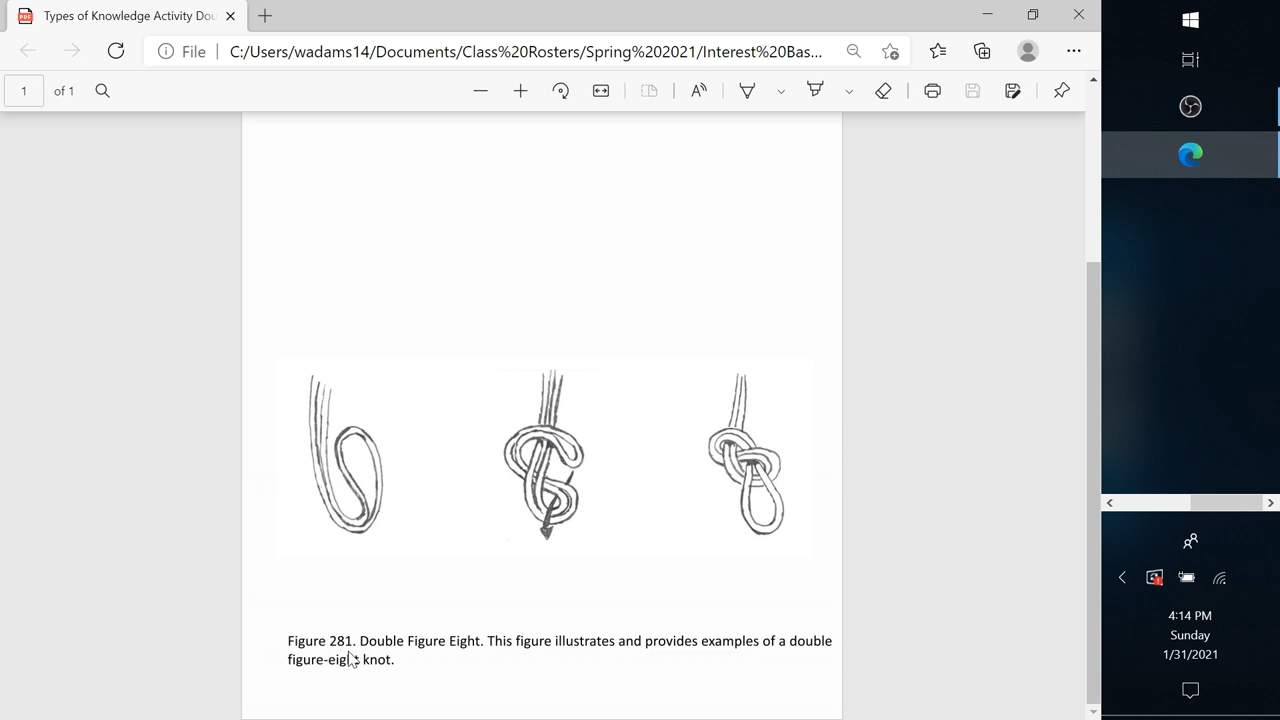 Types of Knowledge Activity Dou
File
C:/Users/wadams14/Documents/Class%20Rosters/Spring%202021/Interest%20Bas...
1 of 1
Figure 281. Double Figure Eight. This figure illustrates and provides examples of a double
figure-eight knot.
4:14 PM
Sunday
1/31/2021